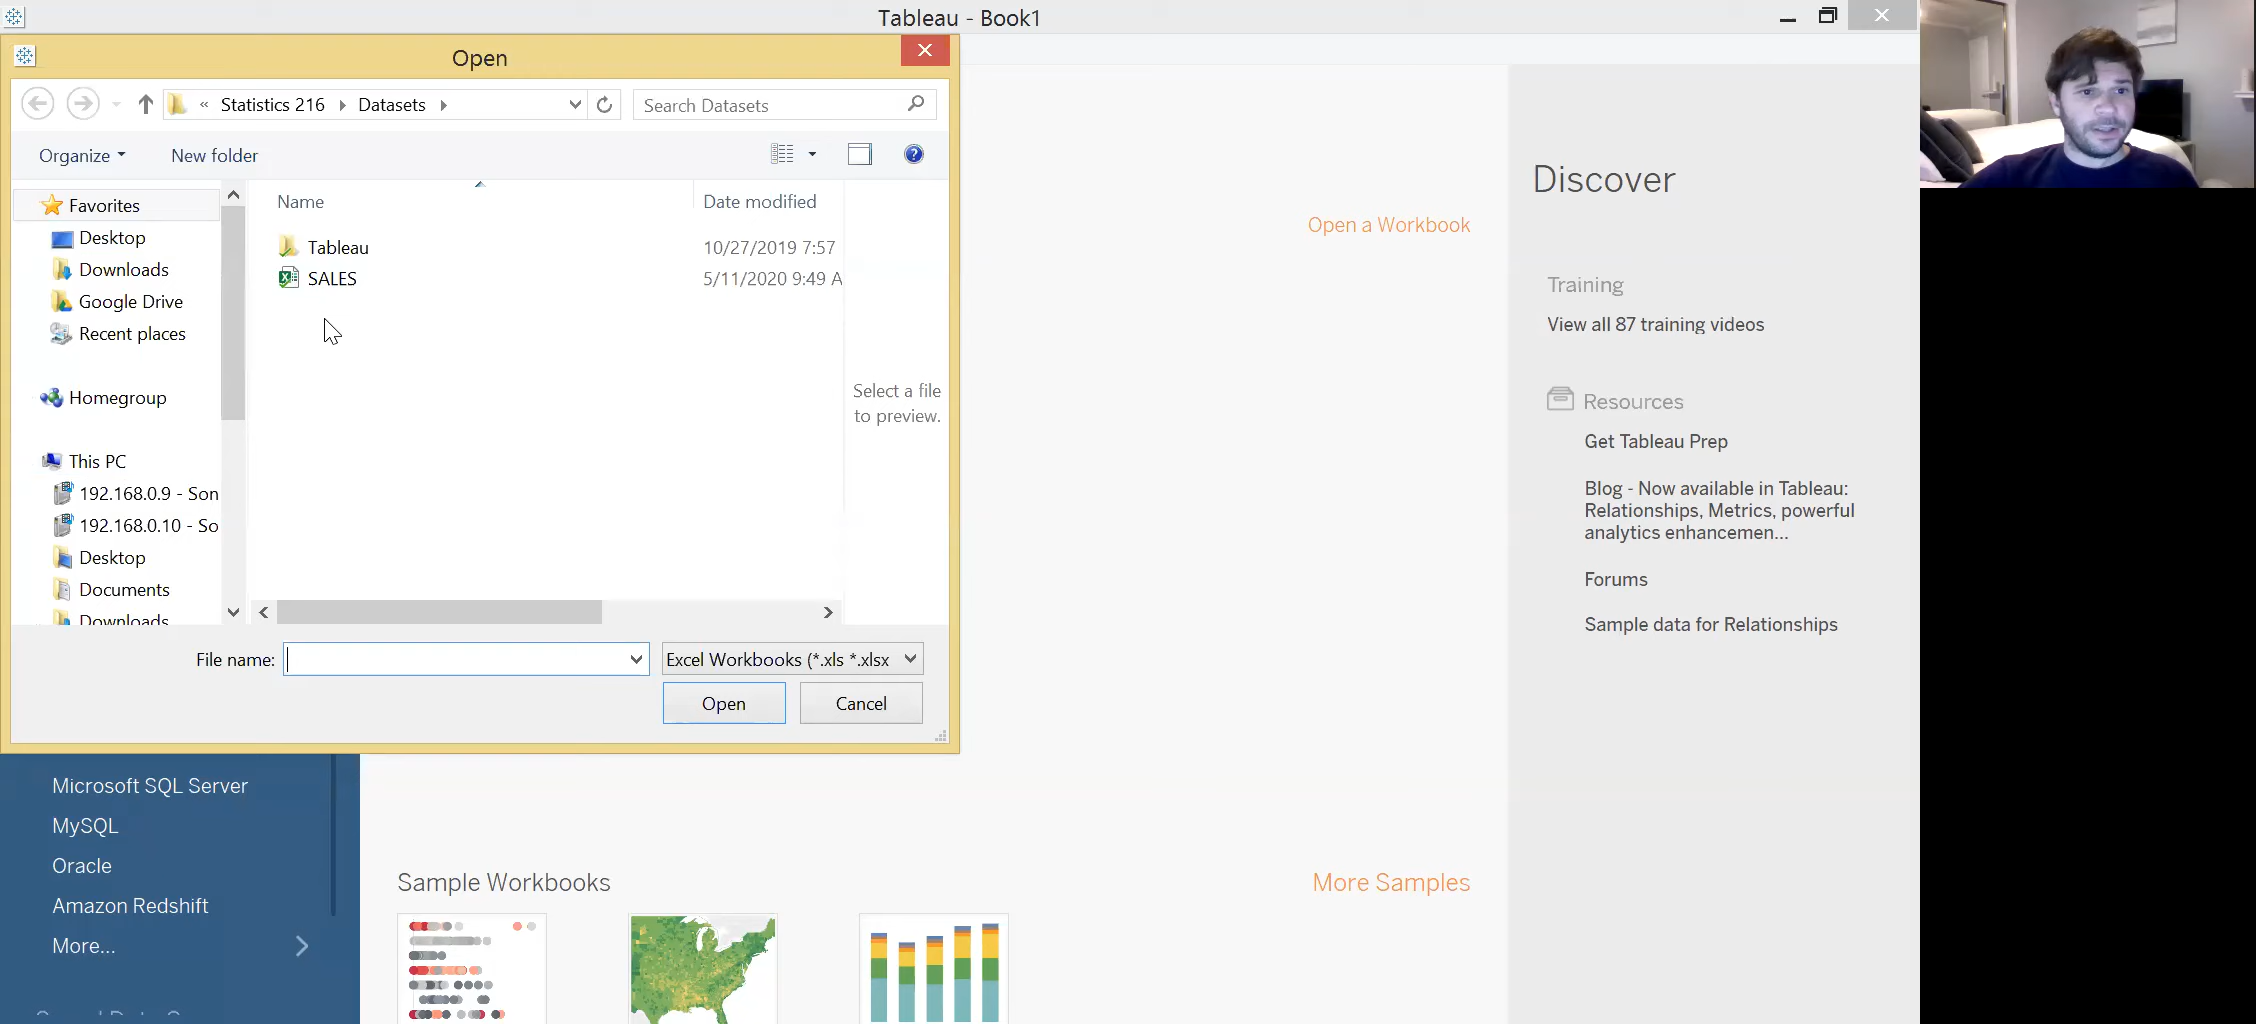 Tableau - Book1
Open
« Statistics 216 Datasets
Search Datasets
Organize
New folder
Favorites
Desktop
Downloads
Google Drive
Recent places
Homegroup
This PC
192.168.0.9 - Son
192.168.0.10 - So
Desktop
Documents
Downloads
Name
Date modified
Tableau
10/27/2019 7:57
SALES
5/11/2020 9:49 A
Select a file
to preview.
File name:
Excel Workbooks (*.xls *.xlsx
Open
Cancel
Microsoft SQL Server
MySQL
Oracle
Amazon Redshift
More...
Open a Workbook
Sample Workbooks
More Samples
Discover
Training
View all 87 training videos
Resources
Get Tableau Prep
Blog - Now available in Tableau:
Relationships, Metrics, powerful
analytics enhancemen...
Forums
Sample data for Relationships